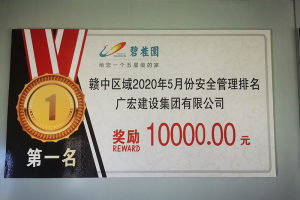 碧桂園
给您一个五星级的家
赣中区域2020年5月份安全管理排名
广宏建设集团有限公司
1
第一名
奖励 10000.00 元
REWARD